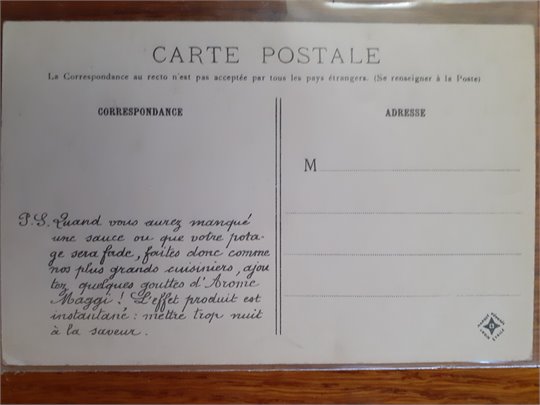 CARTE POSTALE
La Correspondance au recto n'est pas acceptée par tous les pays étrangers. (Se renseigner à la Poste)
CORRESPONDANCE
ADRESSE
M
P.S. Quand vous aurez manqué
une sauce ou que votre pota-
ge sera fade, faites donc comme
nos plus grands cuisiniers, ajou
tez quelques gouttes d'Arome
Maggi ! L'effet produit est
instantané : mettre trop nuit
à la saveur.